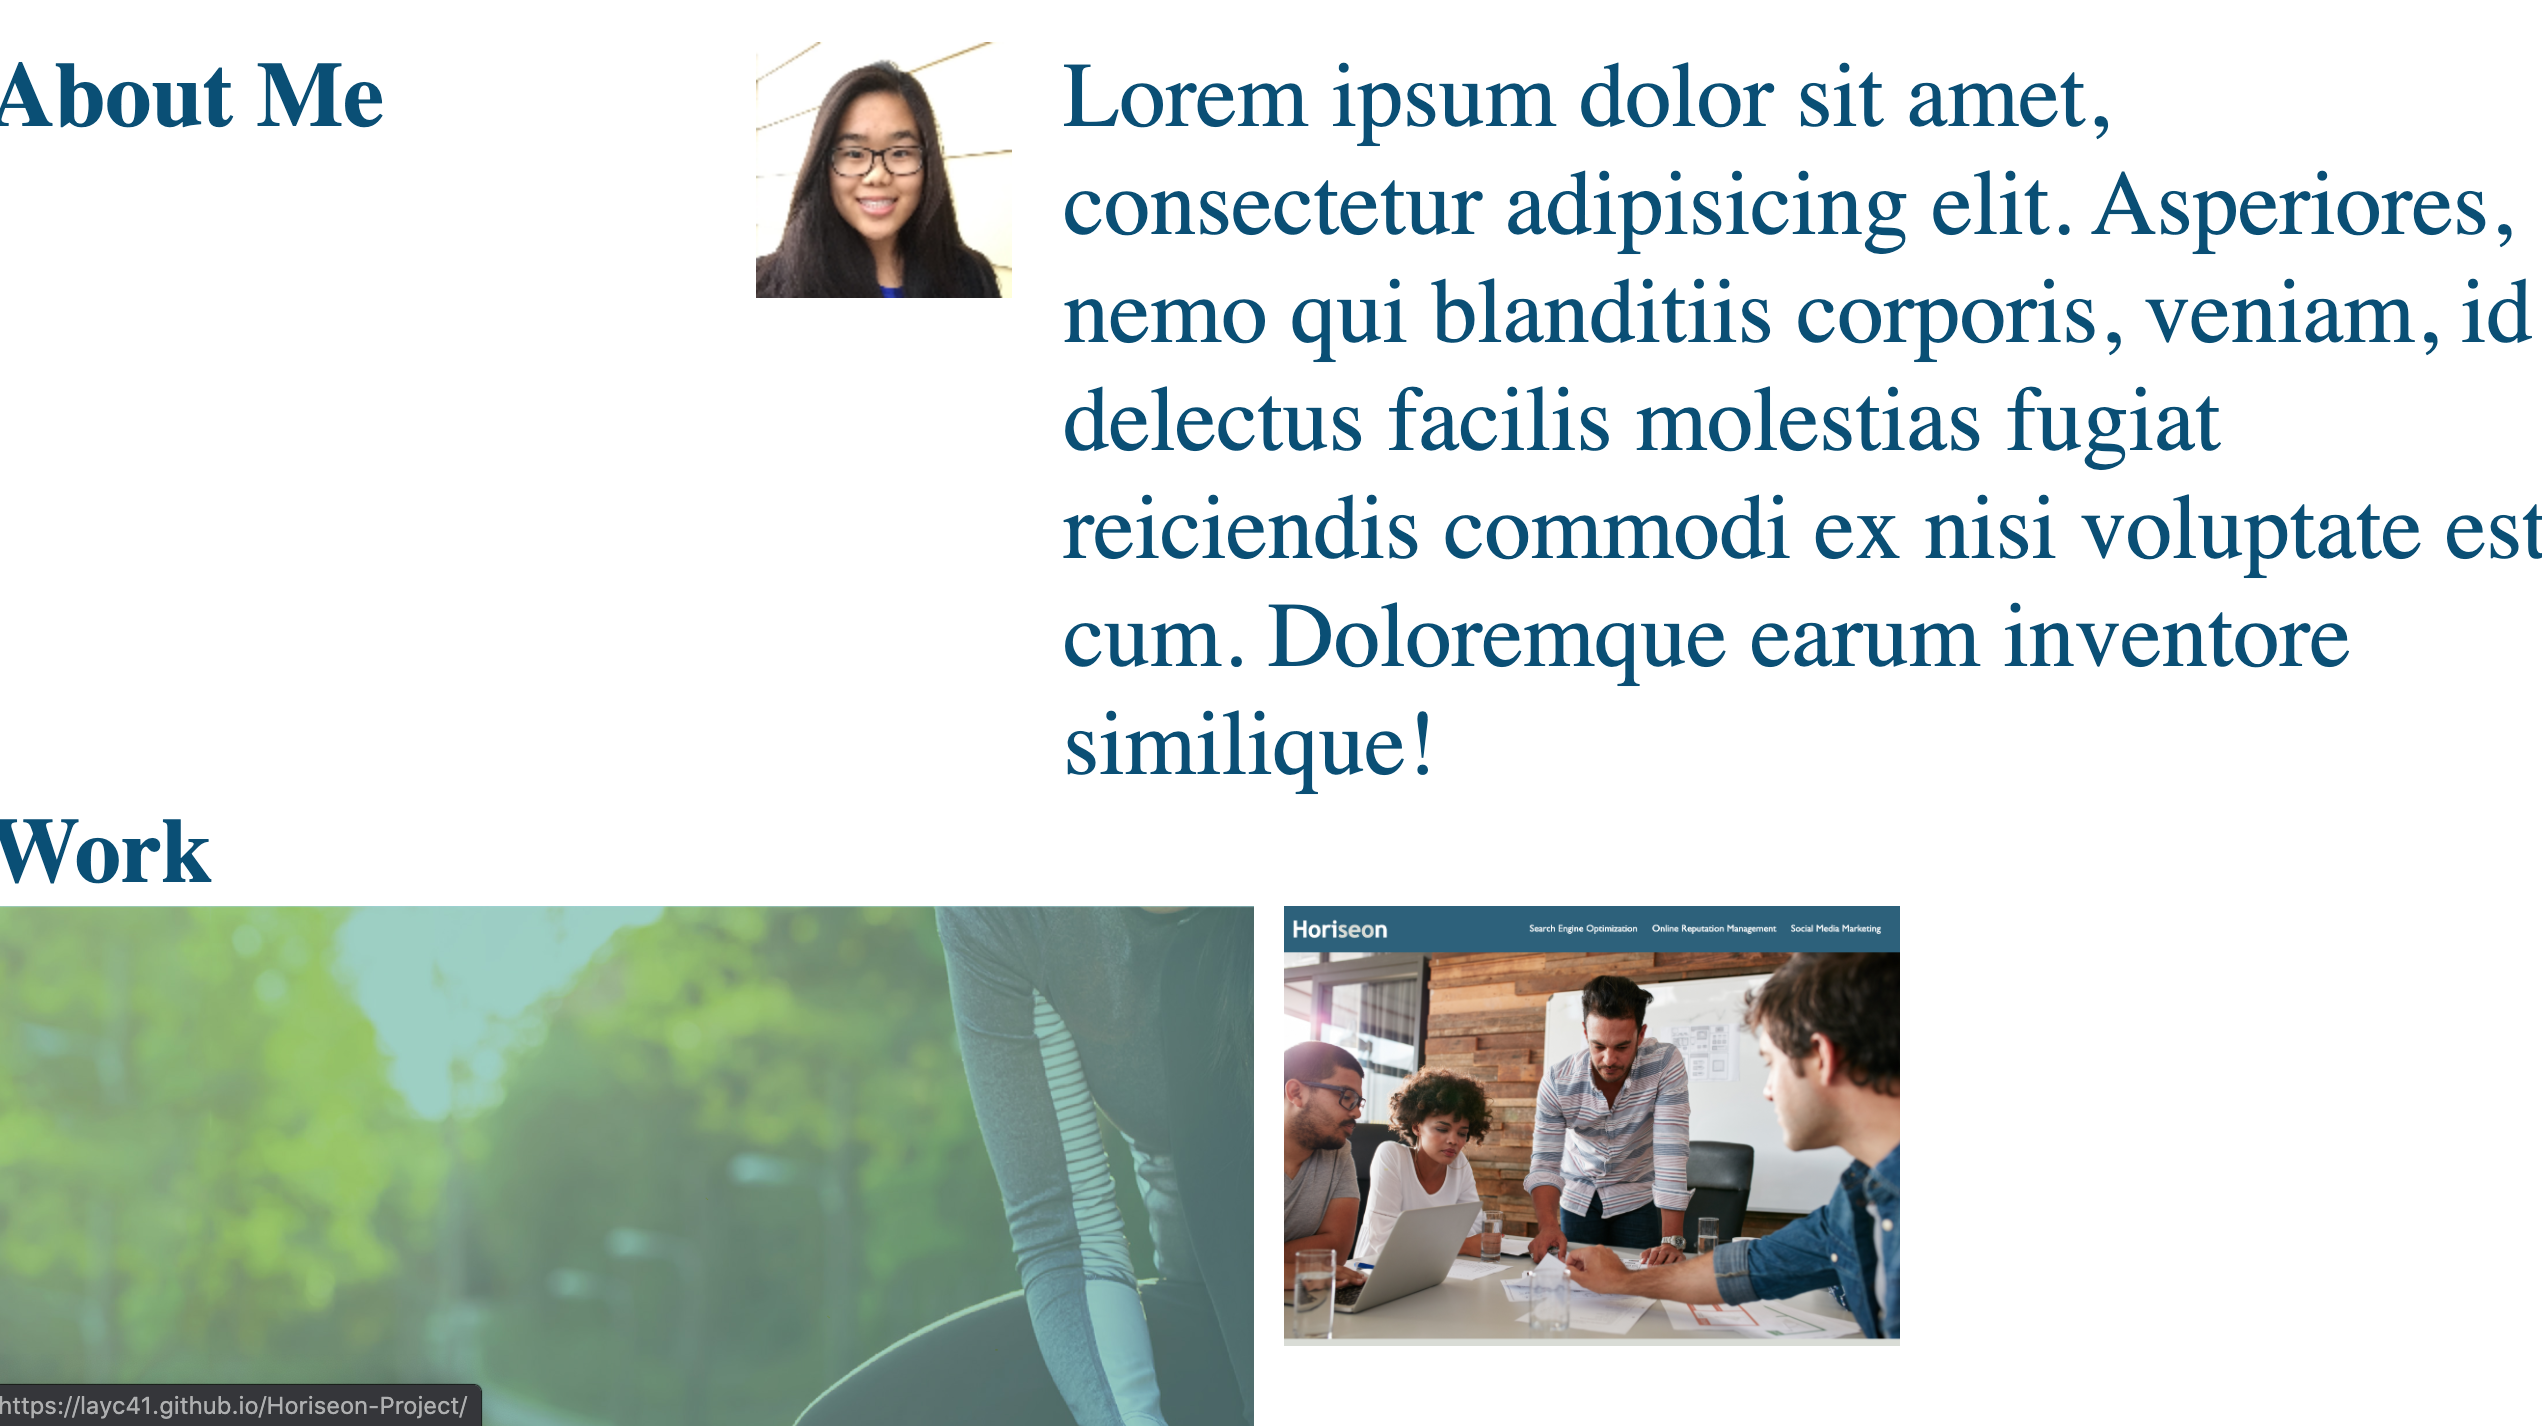 About Me
Lorem ipsum dolor sit amet,
consectetur adipisicing elit. Asperiores,
nemo qui blanditiis corporis, veniam, id
delectus facilis molestias fugiat
reiciendis commodi ex nisi voluptate est
cum. Doloremque earum inventore
similique!
Work
Horiseon
Search Engine Optimization Online Reputation Management Social Media Marketing
https://layc41.github.io/Horiseon-Project/